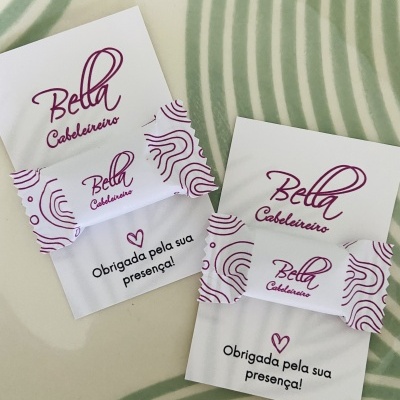 Bella
Cabeleireiro
Bella
Cabeleireiro
Obrigada pela sua
presença!
Bella
Cabeleireiro
Bella
Cabeleireiro
Obrigada pela sua
presença!